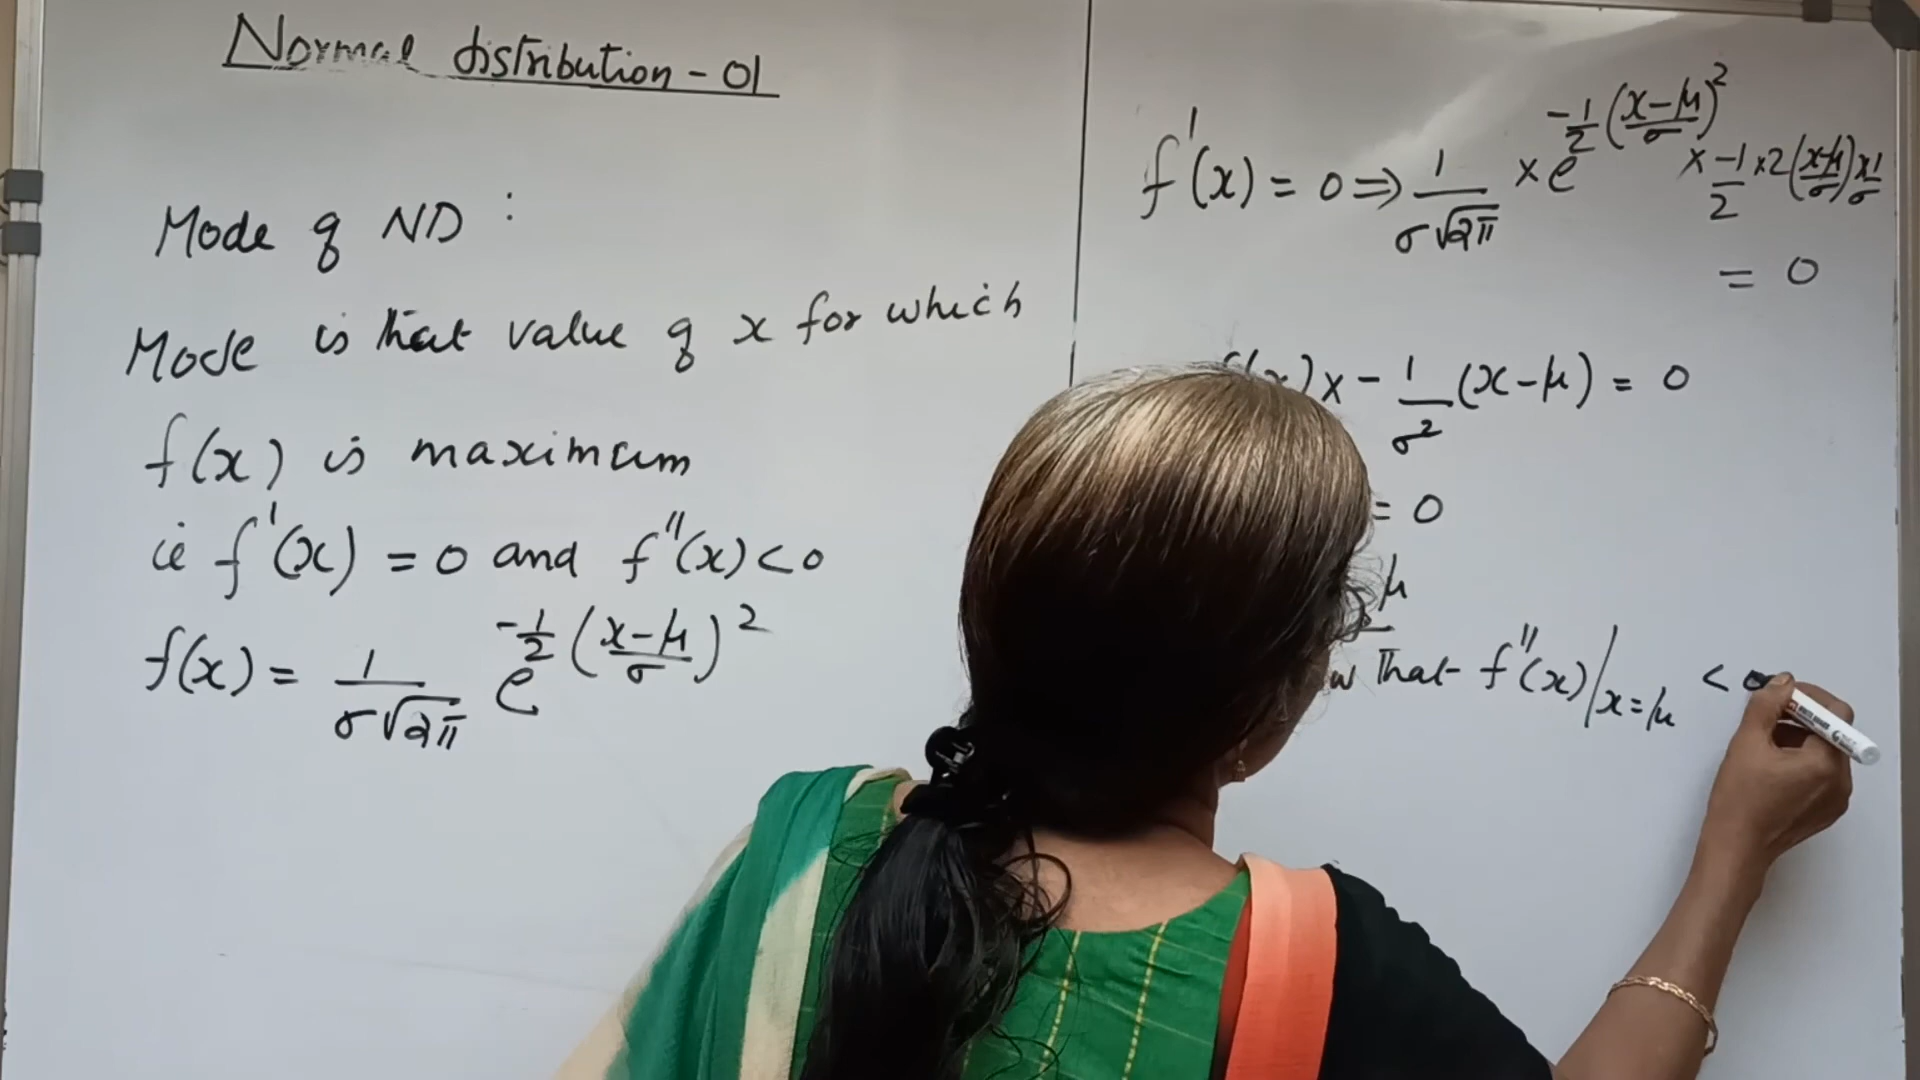 Normal distribution - 01
Mode of ND :
Mode is that value of x for which
f(x) is maximum
ie f'(x) = 0 and f''(x) < 0
f(x) = 1/σ√2π e^-1/2 (x-μ/σ)^2
f'(x) = 0 ⇒ 1/σ√2π × e^-1/2 (x-μ/σ)^2 × -1/2 × 2 (x-μ/σ) × 1/σ
= 0
(x) × - 1/σ^2 (x-μ) = 0
= 0
μ
that f''(x)/x=μ < 0